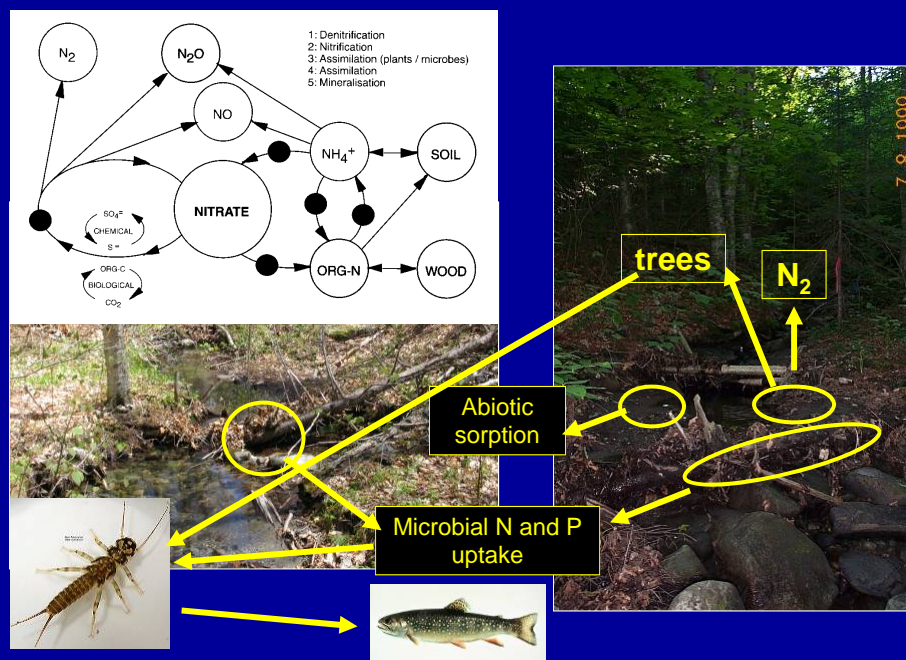 1: Denitrification
2: Nitrification
3: Assimilation (plants / microbes)
4: Assimilation
5: Mineralisation
N₂
N₂O
NO
NH₄⁺
SOIL
NITRATE
SO₄=
CHEMICAL
S=
ORG-C
BIOLOGICAL
CO₂
ORG-N
WOOD
trees
N₂
Abiotic
sorption
Microbial N and P
uptake